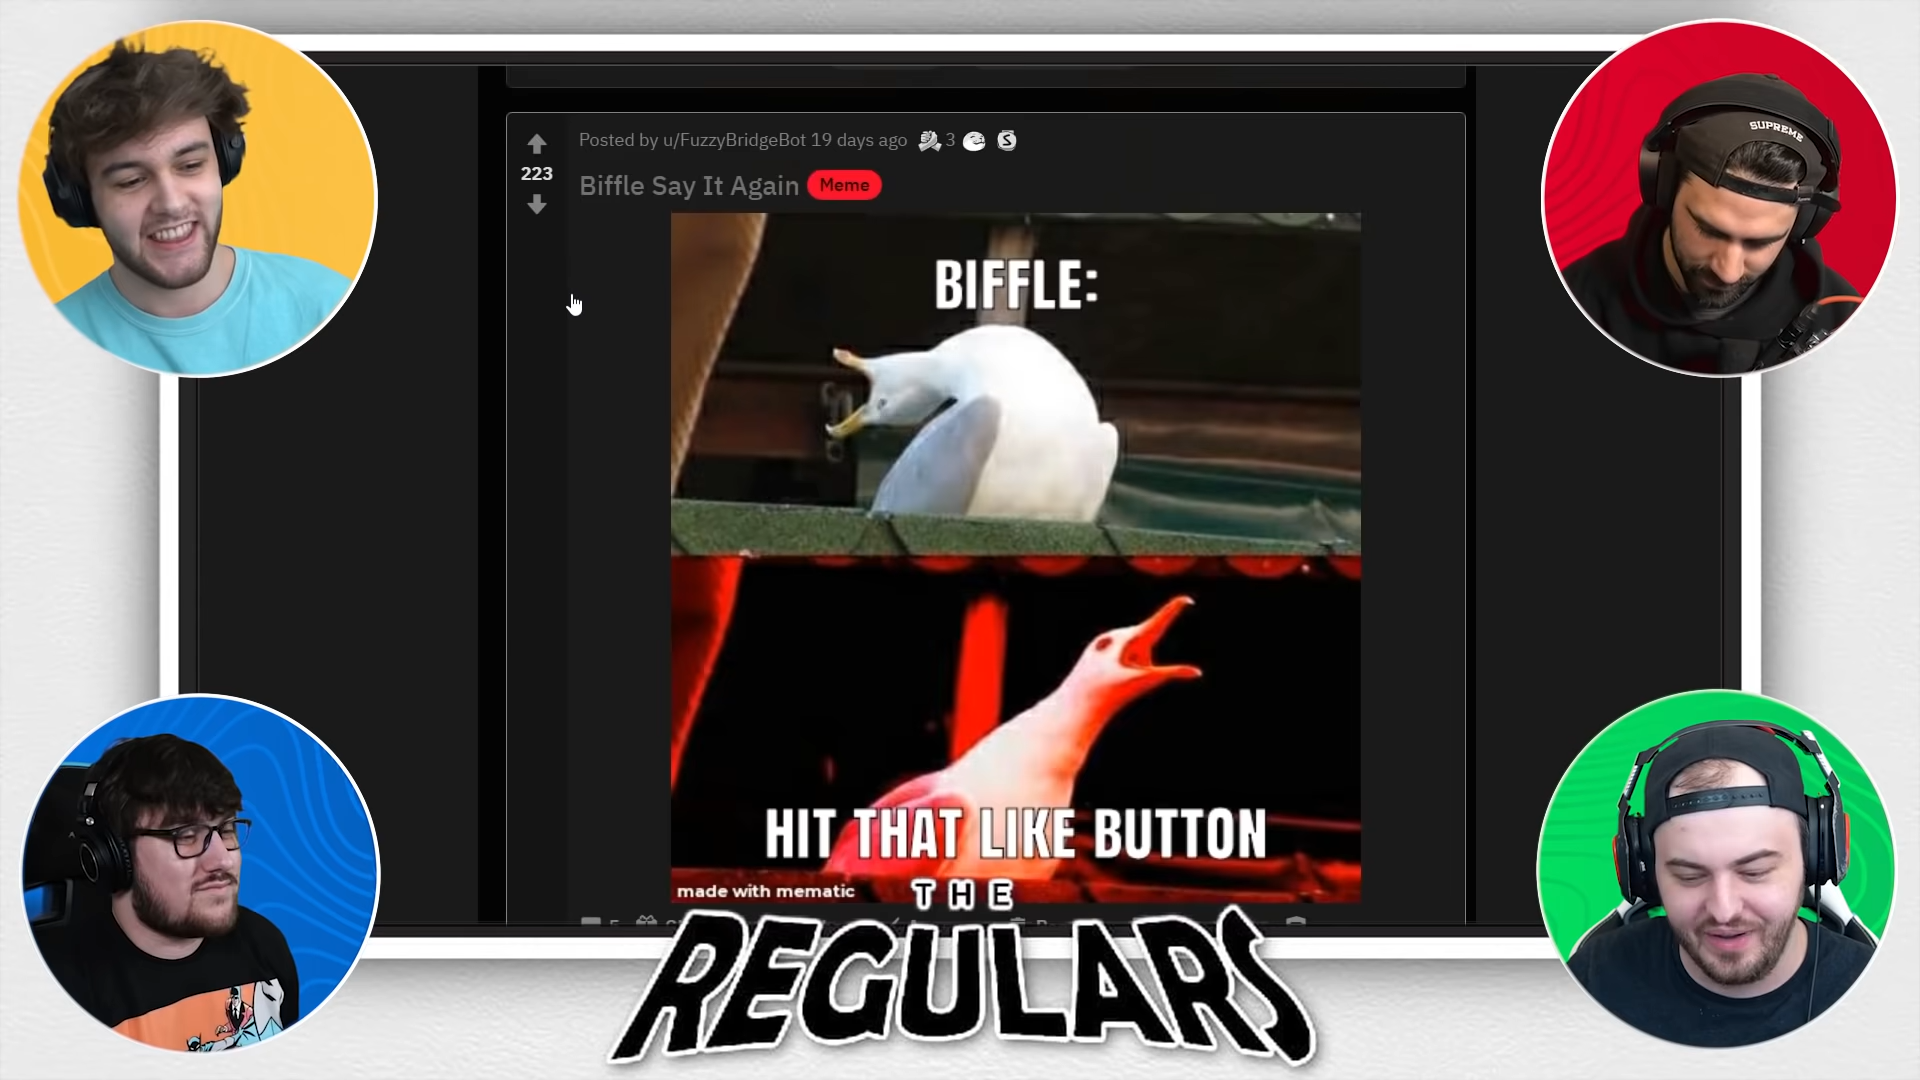 Posted by u/FuzzyBridgeBot 19 days ago 3 S
223
Biffle Say It Again Meme
BIFFLE:
HIT THAT LIKE BUTTON
made with mematic
THE
REGULARS
SUPREME